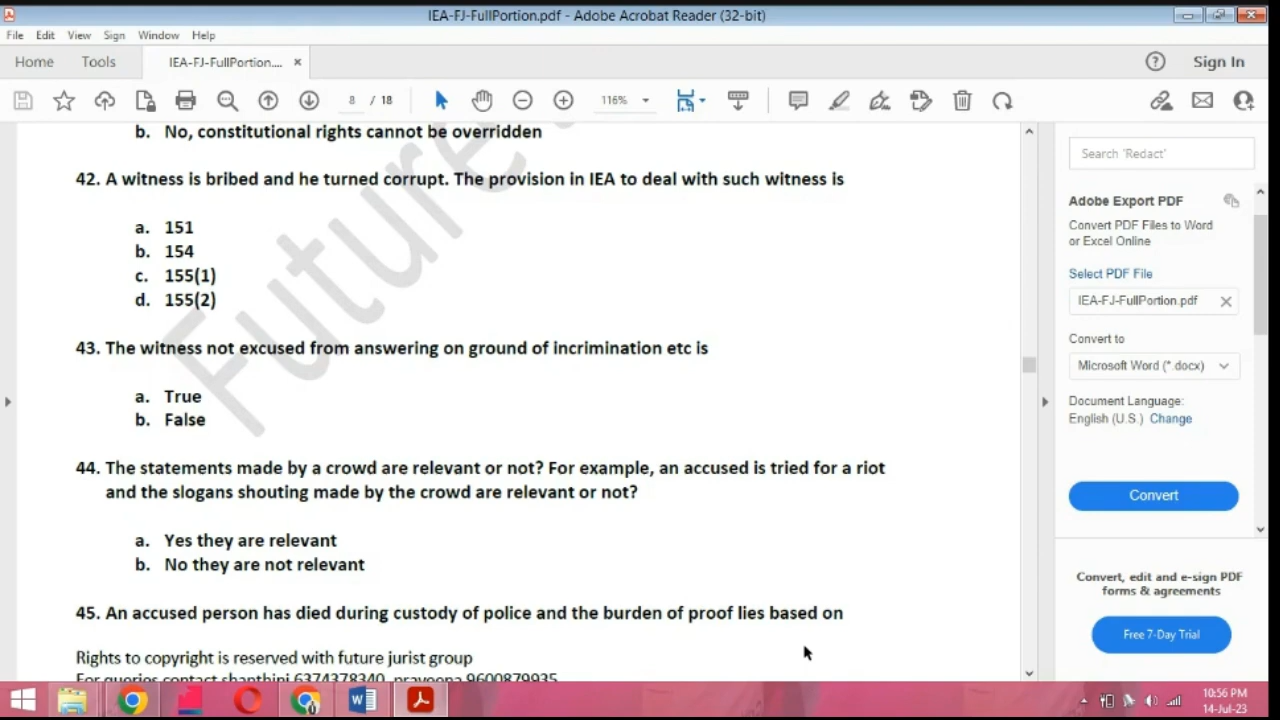 IEA-FJ-FullPortion.pdf - Adobe Acrobat Reader (32-bit)
File Edit View Sign Window Help
Home Tools IEA-FJ-FullPortion.... × Sign In
8 / 18 116%
b. No, constitutional rights cannot be overridden
42. A witness is bribed and he turned corrupt. The provision in IEA to deal with such witness is
a. 151
b. 154
c. 155(1)
d. 155(2)
43. The witness not excused from answering on ground of incrimination etc is
a. True
b. False
44. The statements made by a crowd are relevant or not? For example, an accused is tried for a riot
and the slogans shouting made by the crowd are relevant or not?
a. Yes they are relevant
b. No they are not relevant
45. An accused person has died during custody of police and the burden of proof lies based on
Rights to copyright is reserved with future jurist group
For queries contact shanthini 6374378340, praveena 9600879935
Future
Search 'Redact'
Adobe Export PDF
Convert PDF Files to Word
or Excel Online
Select PDF File
IEA-FJ-FullPortion.pdf
Convert to
Microsoft Word (*.docx)
Document Language:
English (U.S.) Change
Convert
Convert, edit and e-sign PDF
forms & agreements
Free 7-Day Trial
10:56 PM
14-Jul-23